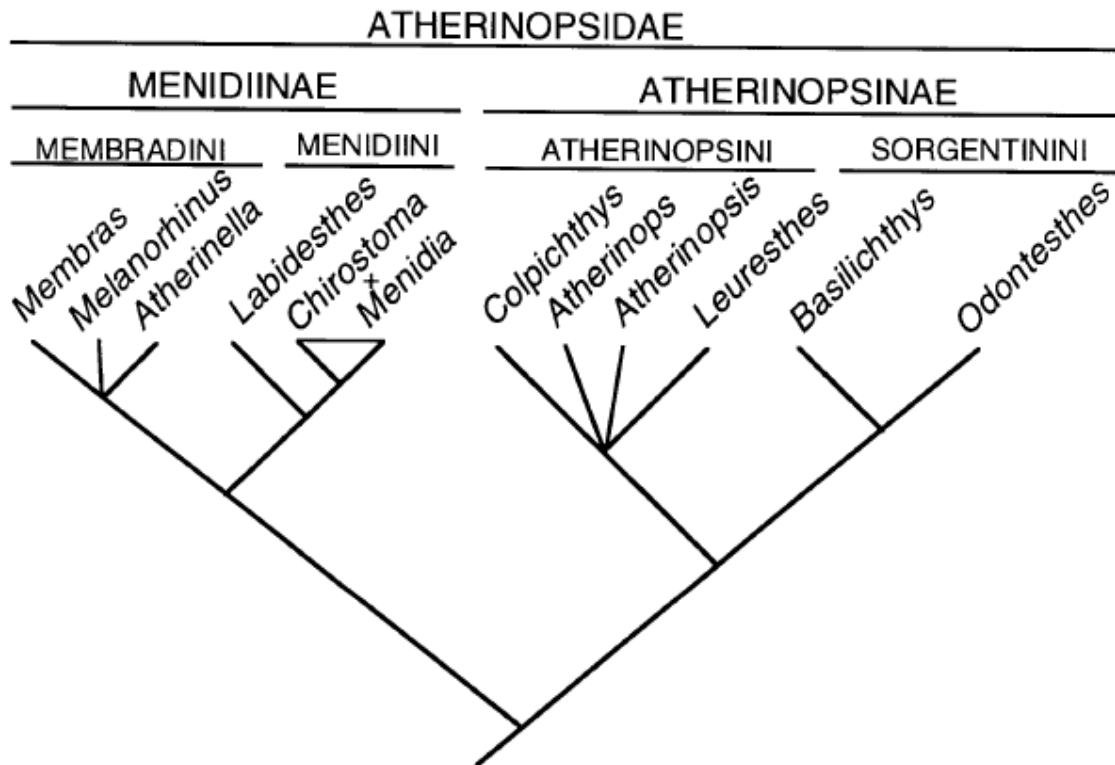 ATHERINOPSIDAE
MENIDIINAE
ATHERINOPSINAE
MEMBRADINI
MENIDIINI
ATHERINOPSINI
SORGENTININI
Membras
Melanorhinus
Atherinella
Labidesthes
Chirostoma
+
Menidia
Colpichthys
Atherinops
Atherinopsis
Leuresthes
Basilichthys
Odontesthes